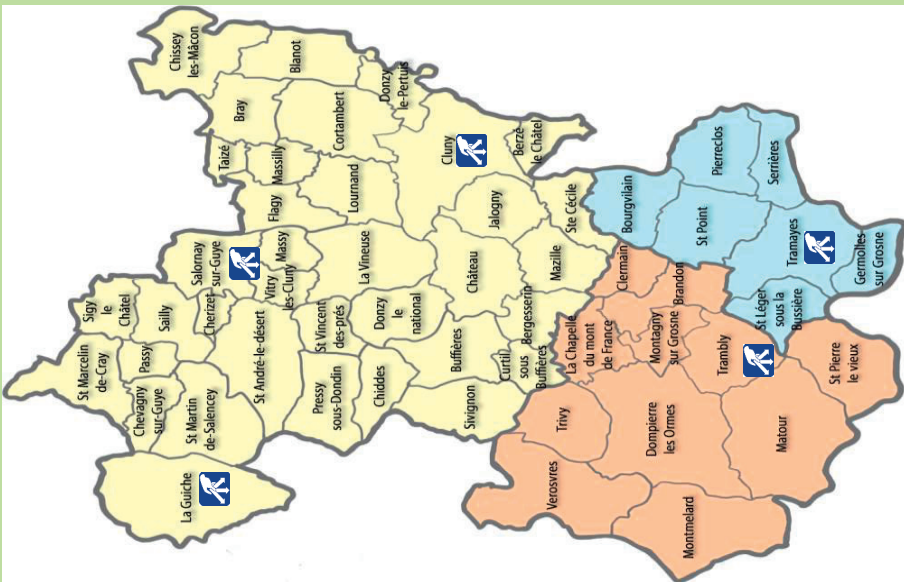 St Marcelin
de-Cray
Sigy
le
Châtel
Chissey
les-Mâcon
Chevagny
sur-Guye
Passy
Sailly
La Guiche
St Martin
de-Salencey
Cherizet
Salornay
sur-Guye
Taizé
Bray
Blanot
St André-le-désert
Vitry
les-Cluny
Massy
Flagy
Massilly
Cortambert
Donzy
le-Pertuis
Pressy
sous-Dondin
St Vincent
des-prés
La Vineuse
Lournand
Chiddes
Donzy
le
national
Cluny
Sivignon
Buffières
Château
Jalogny
Berzé
le Châtel
Curtil
sous
Buffières
Bergesserin
Mazille
Ste Cécile
Verosvres
Trivy
La Chapelle
du mont
de France
Clermain
Bourgvilain
Montmelard
Dompierre
les Ormes
Montagny
sur Grosne
Brandon
St Point
Pierreclos
Matour
Trambly
St Léger
sous la
Bussière
Tramayes
Serrières
St Pierre
le vieux
Germolles
sur Grosne